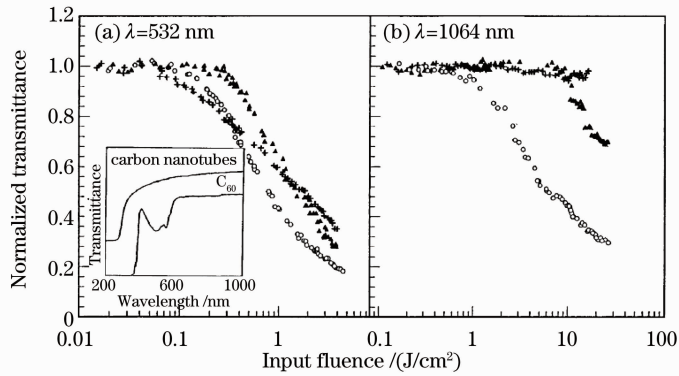 (a) λ=532 nm
(b) λ=1064 nm
Normalized transmittance
1.2
1.0
0.8
0.6
0.4
0.2
0
carbon nanotubes
C60
Transmittance
200 600 1000
Wavelength /nm
0.01 0.1 1 0.1 1 10 100
Input fluence /(J/cm²)